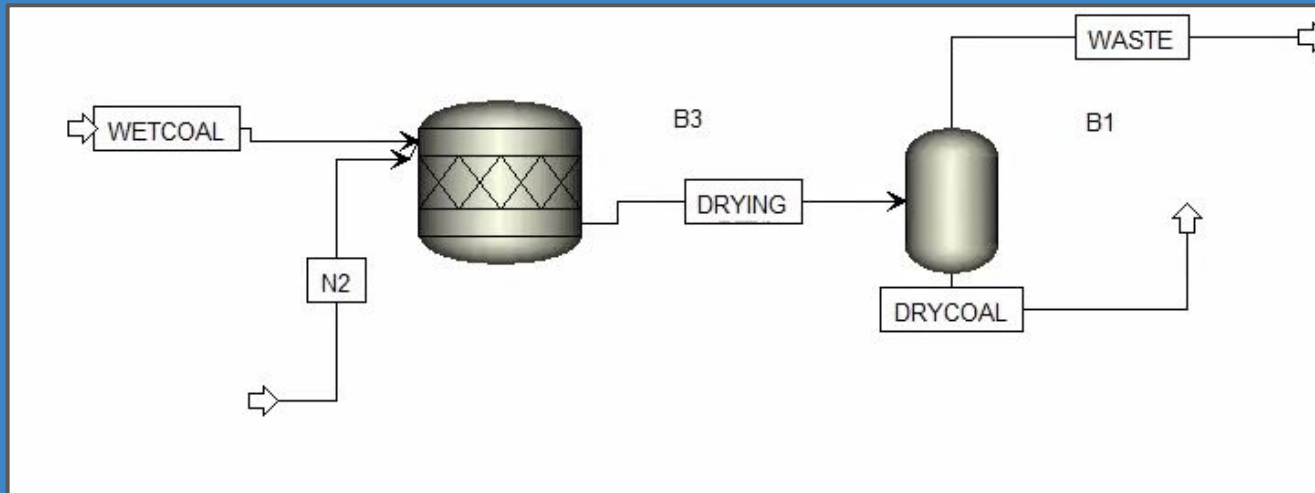 WASTE
B3
B1
WETCOAL
DRYING
N2
DRYCOAL